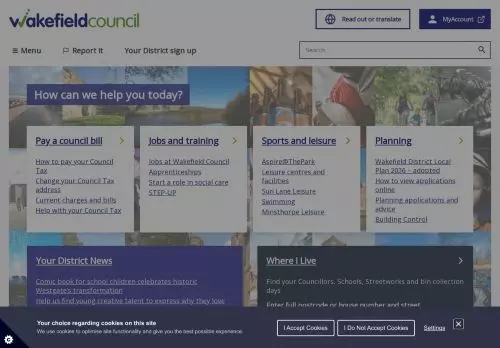 wakefieldcouncil
Read out or translate
MyAccount
Menu
Report it
Your District sign up
Search
How can we help you today?
Pay a council bill
How to pay your Council
Tax
Change your Council Tax
address
Current charges and bills
Help with your Council Tax
Jobs and training
Jobs at Wakefield Council
Apprenticeships
Start a role in social care
STEP-UP
Sports and leisure
Aspire@ThePark
Leisure centres and
facilities
Sun Lane Leisure
Swimming
Minsthorpe Leisure
Planning
Wakefield District Local
Plan 2036 – adopted
How to view applications
online
Planning applications and
advice
Building Control
Your District News
Comic book for school children celebrates historic
Westgate's transformation
Help us find young creative talent to express why they love
Where I Live
Find your Councillors, Schools, Streetworks and bin collection
days
Enter full postcode or house number and street
Your choice regarding cookies on this site
We use cookies to optimise site functionality and give you the best possible experience.
I Accept Cookies
I Do Not Accept Cookies
Settings